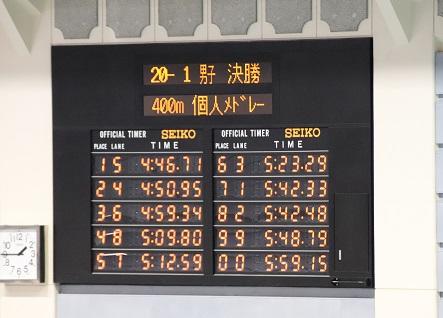 20- 1 男子 決勝
400m 個人ﾒﾄﾞﾚｰ
OFFICIAL TIMER SEIKO
PLACE LANE TIME
1 5 4:46.71
2 4 4:50.95
3 6 4:59.34
4 8 5:09.80
5 7 5:12.59
OFFICIAL TIMER SEIKO
PLACE LANE TIME
6 3 5:23.29
7 1 5:42.33
8 2 5:42.48
9 9 5:48.79
0 0 5:59.15